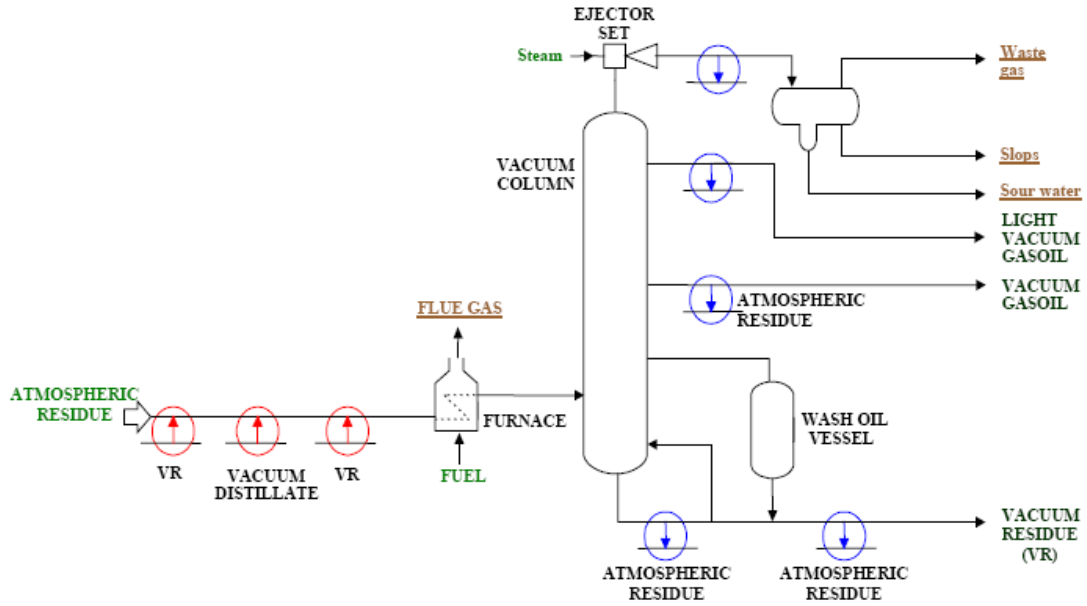 EJECTOR
SET
Steam
Waste
gas
VACUUM
COLUMN
Slops
Sour water
LIGHT
VACUUM
GASOIL
VACUUM
GASOIL
ATMOSPHERIC
RESIDUE
FLUE GAS
ATMOSPHERIC
RESIDUE
FURNACE
WASH OIL
VESSEL
VR
VACUUM
DISTILLATE
VR
FUEL
VACUUM
RESIDUE
(VR)
ATMOSPHERIC
RESIDUE
ATMOSPHERIC
RESIDUE